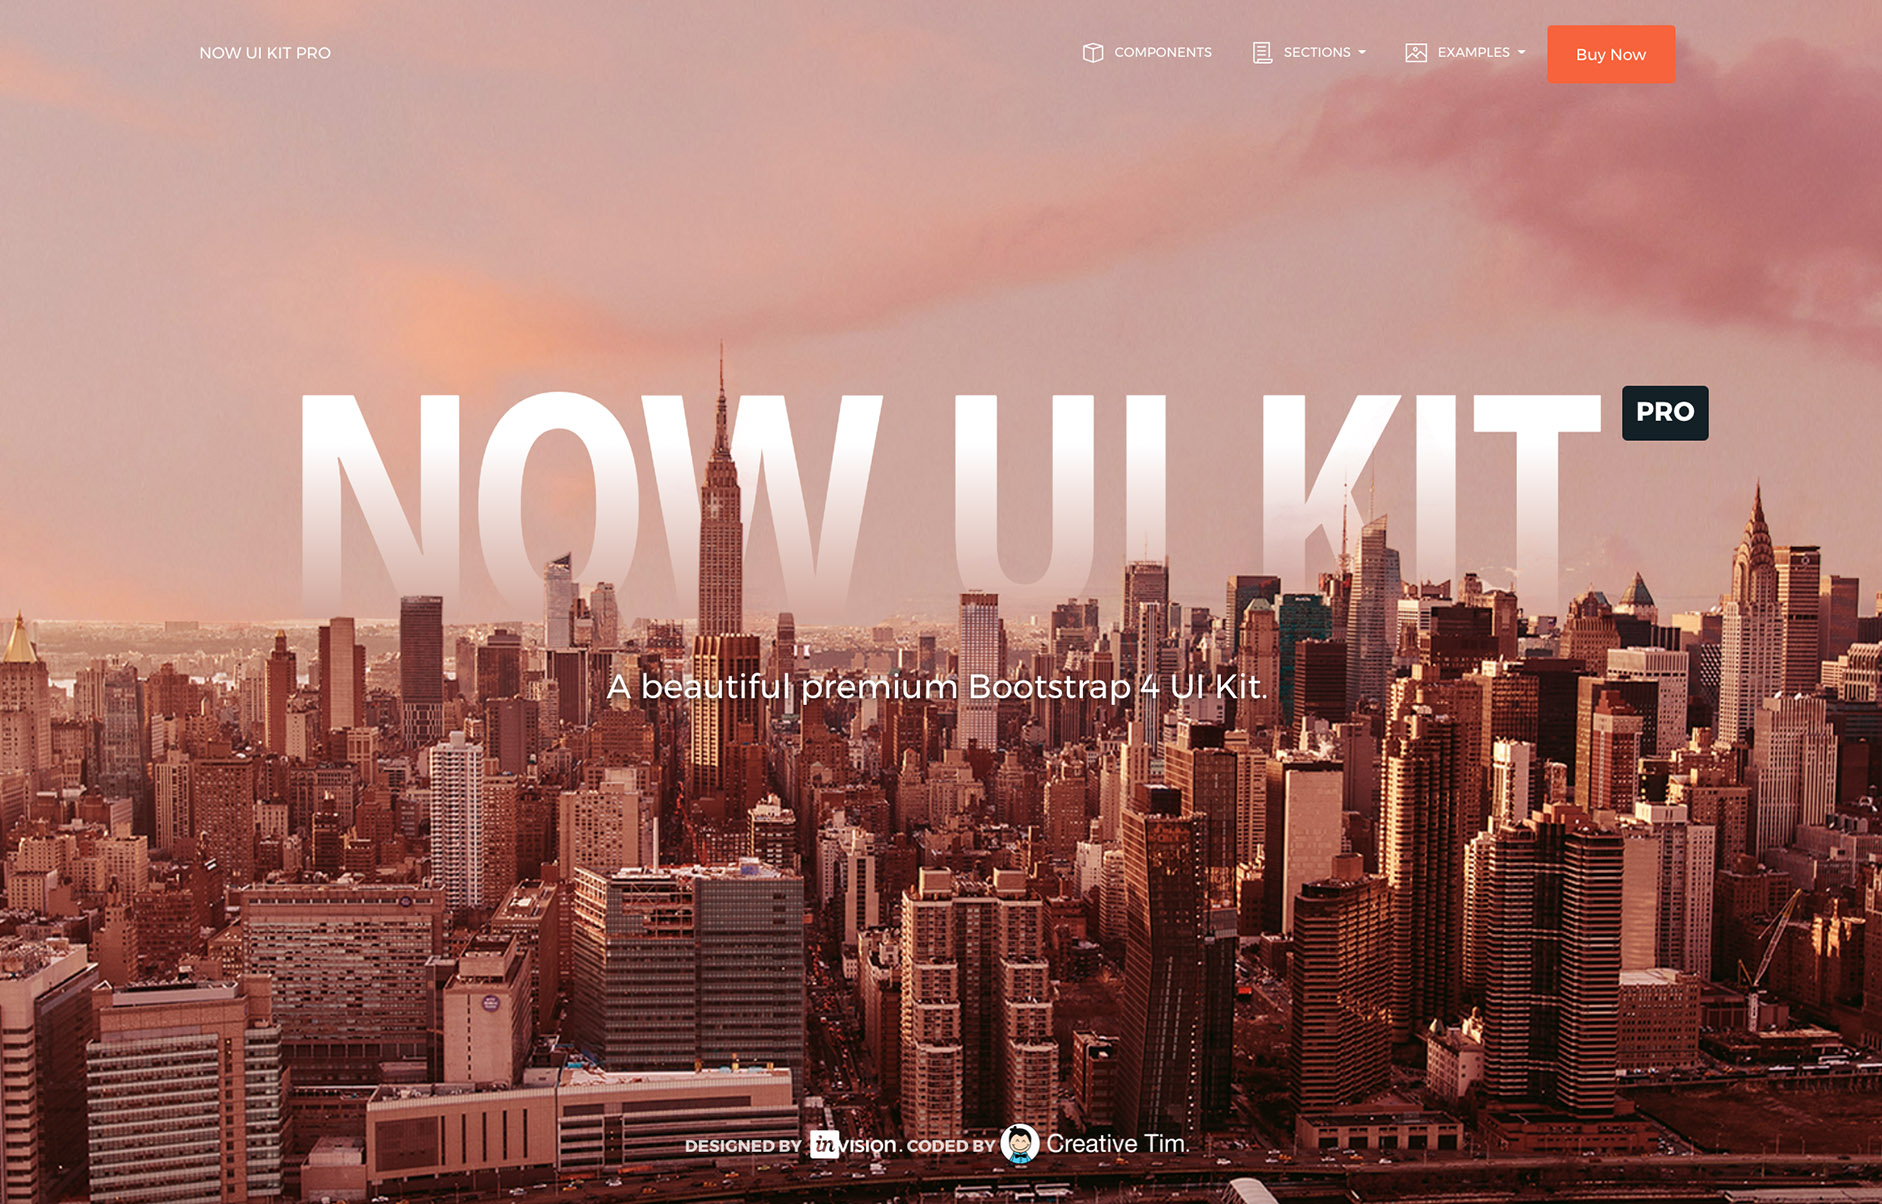 NOW UI KIT PRO
COMPONENTS
SECTIONS
EXAMPLES
Buy Now
NOW UI KIT
PRO
A beautiful premium Bootstrap 4 UI Kit.
DESIGNED BY invision. CODED BY Creative Tim.